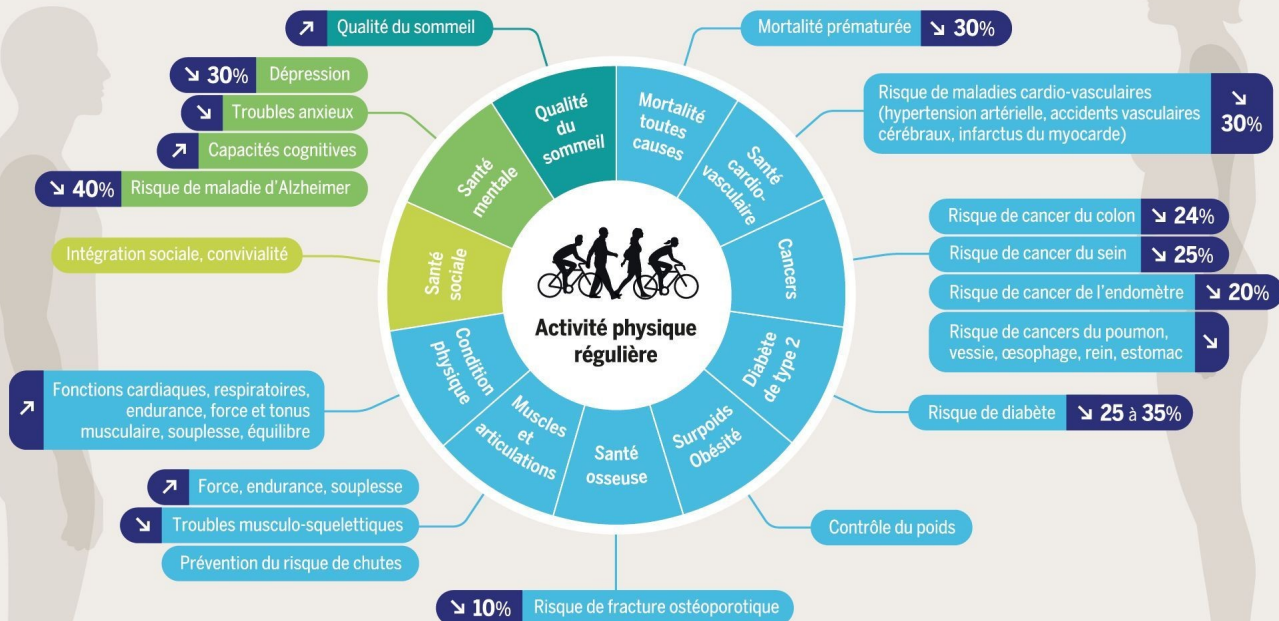 ↗ Qualité du sommeil
↘ 30% Dépression
↘ Troubles anxieux
↗ Capacités cognitives
↘ 40% Risque de maladie d'Alzheimer
Intégration sociale, convivialité
↗ Fonctions cardiaques, respiratoires,
endurance, force et tonus
musculaire, souplesse, équilibre
↗ Force, endurance, souplesse
↘ Troubles musculo-squelettiques
Prévention du risque de chutes
↘ 10% Risque de fracture ostéoporotique
Qualité
du
sommeil
Mortalité
toutes
causes
Santé
cardio-
vasculaire
Cancers
Diabète
de type 2
Surpoids
Obésité
Santé
osseuse
Muscles
et
articulations
Condition
physique
Santé
sociale
Santé
mentale
Activité physique
régulière
Mortalité prématurée ↘ 30%
Risque de maladies cardio-vasculaires
(hypertension artérielle, accidents vasculaires
cérébraux, infarctus du myocarde)
↘
30%
Risque de cancer du colon ↘ 24%
Risque de cancer du sein ↘ 25%
Risque de cancer de l'endomètre ↘ 20%
Risque de cancers du poumon,
vessie, œsophage, rein, estomac ↘
Risque de diabète ↘ 25 à 35%
Contrôle du poids